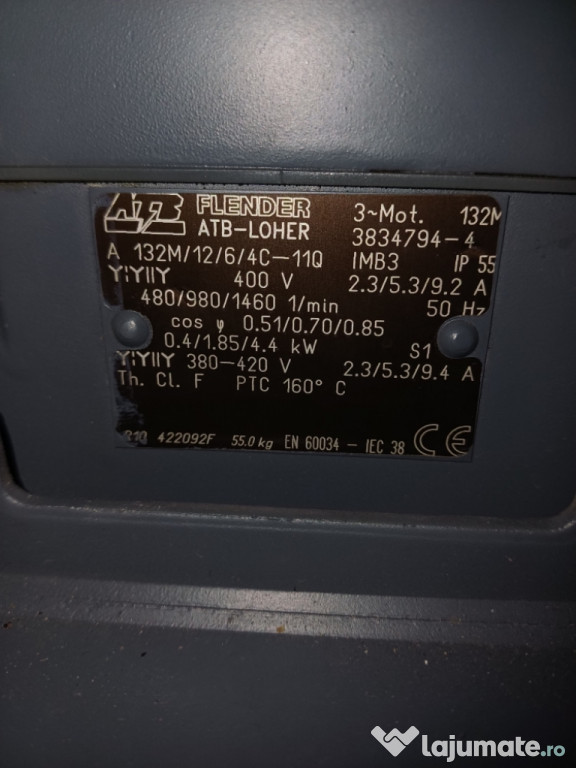 ATB FLENDER
ATB-LOHER
3~Mot. 132M
3834794-4
A 132M/12/6/4C-11Q IMB3 IP 55
Y!Y!IY 400 V 2.3/5.3/9.2 A
480/980/1460 1/min 50 Hz
cos φ 0.51/0.70/0.85
0.4/1.85/4.4 kW S1
Y!Y!IY 380-420 V 2.3/5.3/9.4 A
Th. Cl. F PTC 160° C
422092F 55.0 kg EN 60034 - IEC 38 CE
lajumate.ro